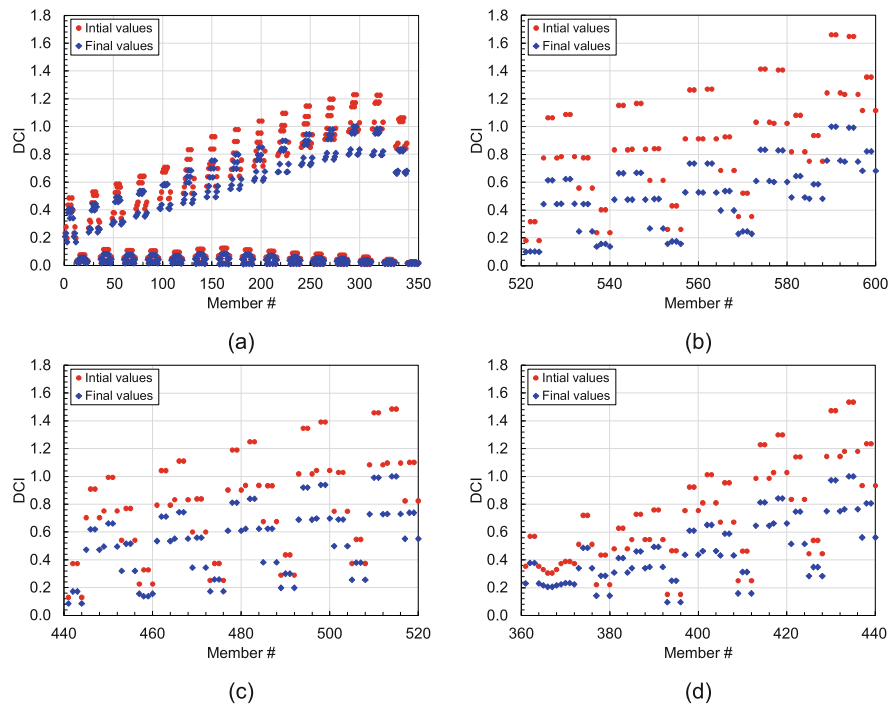 1.8
1.6
1.4
1.2
1.0
0.8
0.6
0.4
0.2
0.0
DCI
Intial values
Final values
0 50 100 150 200 250 300 350
Member #
(a)
1.8
1.6
1.4
1.2
1.0
0.8
0.6
0.4
0.2
0.0
DCI
Intial values
Final values
520 540 560 580 600
Member #
(b)
1.8
1.6
1.4
1.2
1.0
0.8
0.6
0.4
0.2
0.0
DCI
Intial values
Final values
440 460 480 500 520
Member #
(c)
1.8
1.6
1.4
1.2
1.0
0.8
0.6
0.4
0.2
0.0
DCI
Intial values
Final values
360 380 400 420 440
Member #
(d)